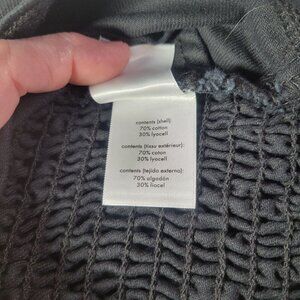 contents (shell):
70% cotton
30% lyocell
contents (tissu extérieur):
70% coton
30% lyocell
contents (tejido externo):
70% algodón
30% liocel